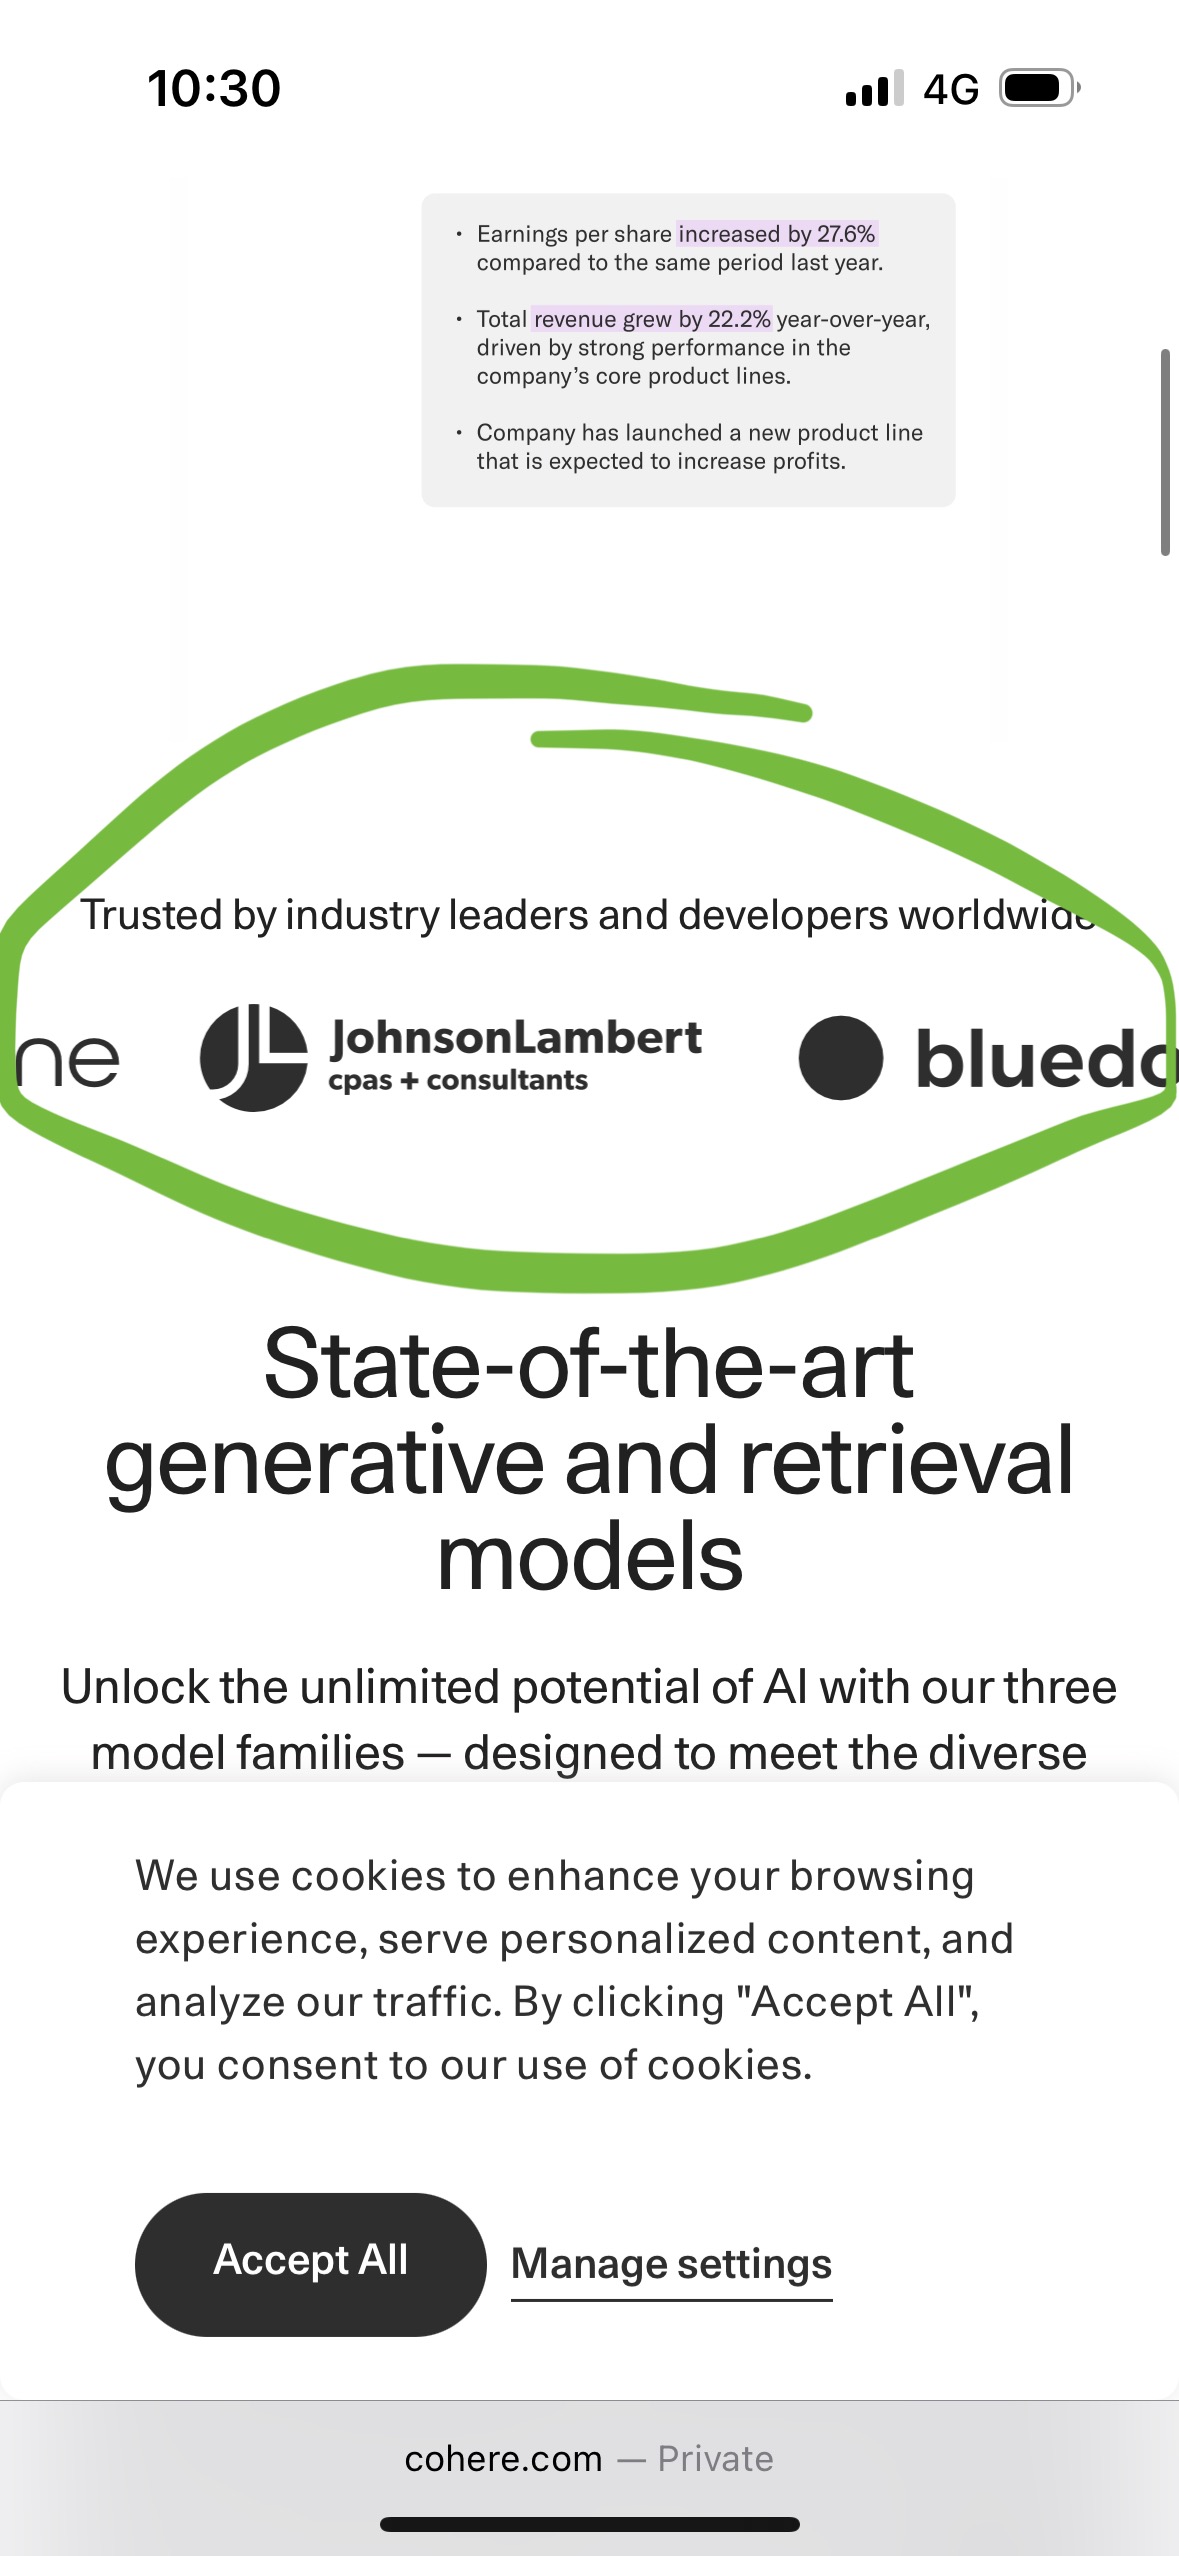 10:30 4G
• Earnings per share increased by 27.6%
compared to the same period last year.
• Total revenue grew by 22.2% year-over-year,
driven by strong performance in the
company's core product lines.
• Company has launched a new product line
that is expected to increase profits.
Trusted by industry leaders and developers worldwide
ne JohnsonLambert
cpas + consultants
State-of-the-art
generative and retrieval
models
Unlock the unlimited potential of AI with our three
model families — designed to meet the diverse
We use cookies to enhance your browsing
experience, serve personalized content, and
analyze our traffic. By clicking "Accept All",
you consent to our use of cookies.
Accept All Manage settings
cohere.com — Private